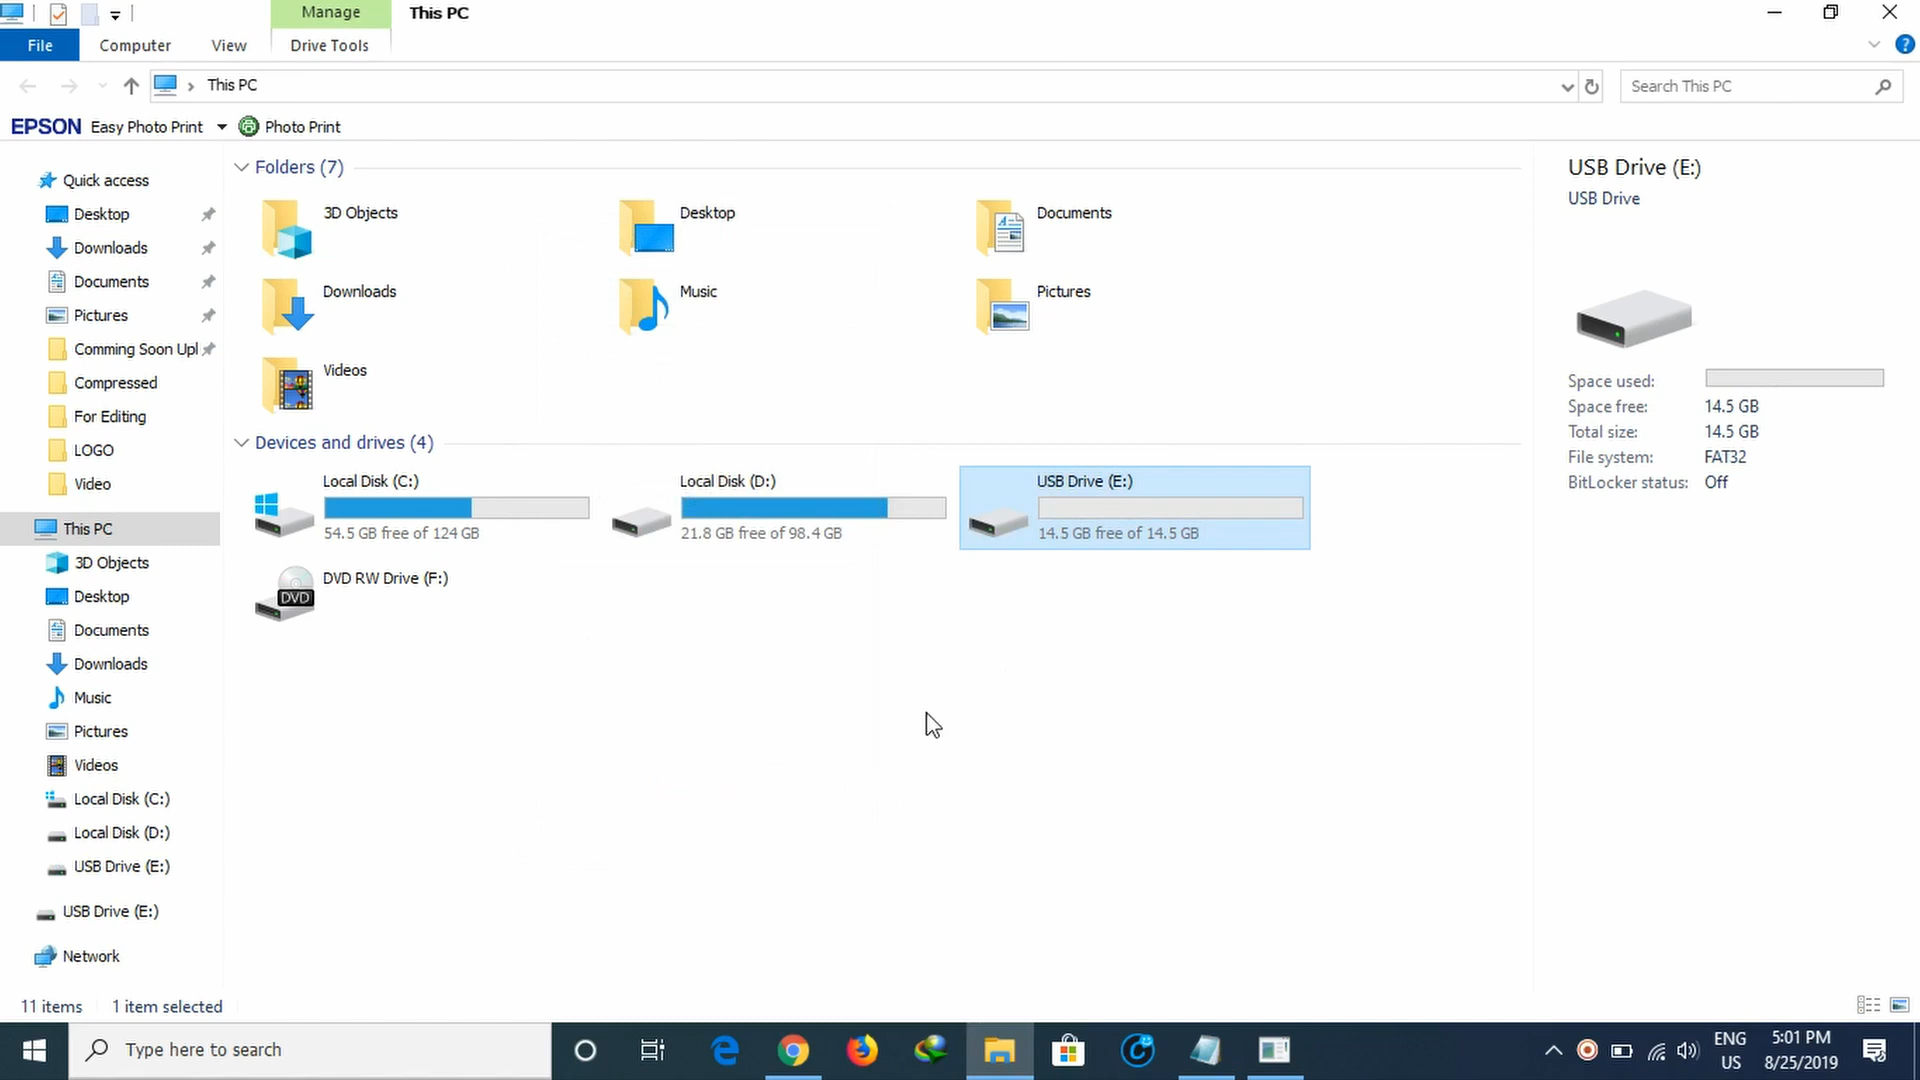 Manage
This PC
File
Computer
View
Drive Tools
This PC
Search This PC
EPSON Easy Photo Print
Photo Print
Quick access
Desktop
Downloads
Documents
Pictures
Comming Soon Upl
Compressed
For Editing
LOGO
Video
This PC
3D Objects
Desktop
Documents
Downloads
Music
Pictures
Videos
Local Disk (C:)
Local Disk (D:)
USB Drive (E:)
USB Drive (E:)
Network
Folders (7)
3D Objects
Desktop
Documents
Downloads
Music
Pictures
Videos
Devices and drives (4)
Local Disk (C:)
54.5 GB free of 124 GB
Local Disk (D:)
21.8 GB free of 98.4 GB
USB Drive (E:)
14.5 GB free of 14.5 GB
DVD RW Drive (F:)
DVD
USB Drive (E:)
USB Drive
Space used:
Space free: 14.5 GB
Total size: 14.5 GB
File system: FAT32
BitLocker status: Off
11 items
1 item selected
Type here to search
ENG
US
5:01 PM
8/25/2019